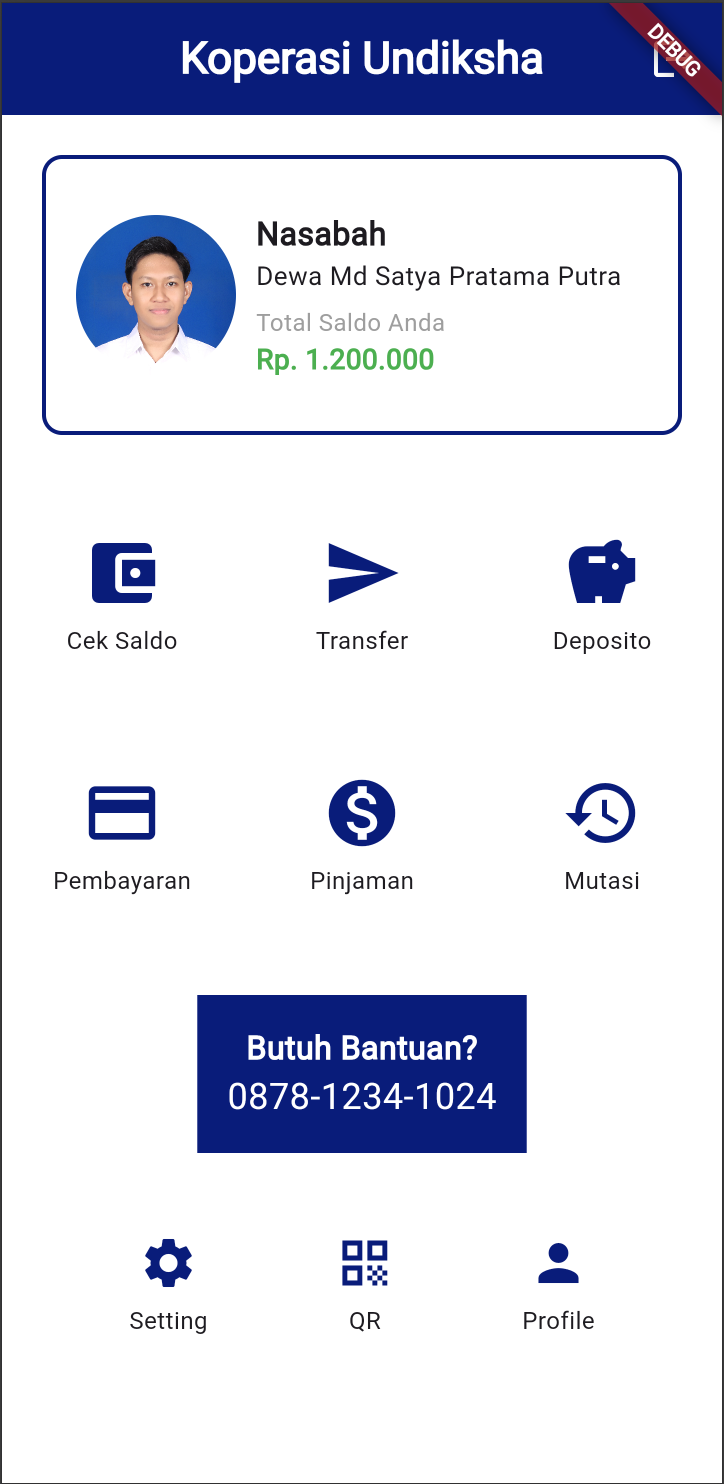 Koperasi Undiksha
DEBUG
Nasabah
Dewa Md Satya Pratama Putra
Total Saldo Anda
Rp. 1.200.000
Cek Saldo
Transfer
Deposito
Pembayaran
Pinjaman
Mutasi
Butuh Bantuan?
0878-1234-1024
Setting
QR
Profile